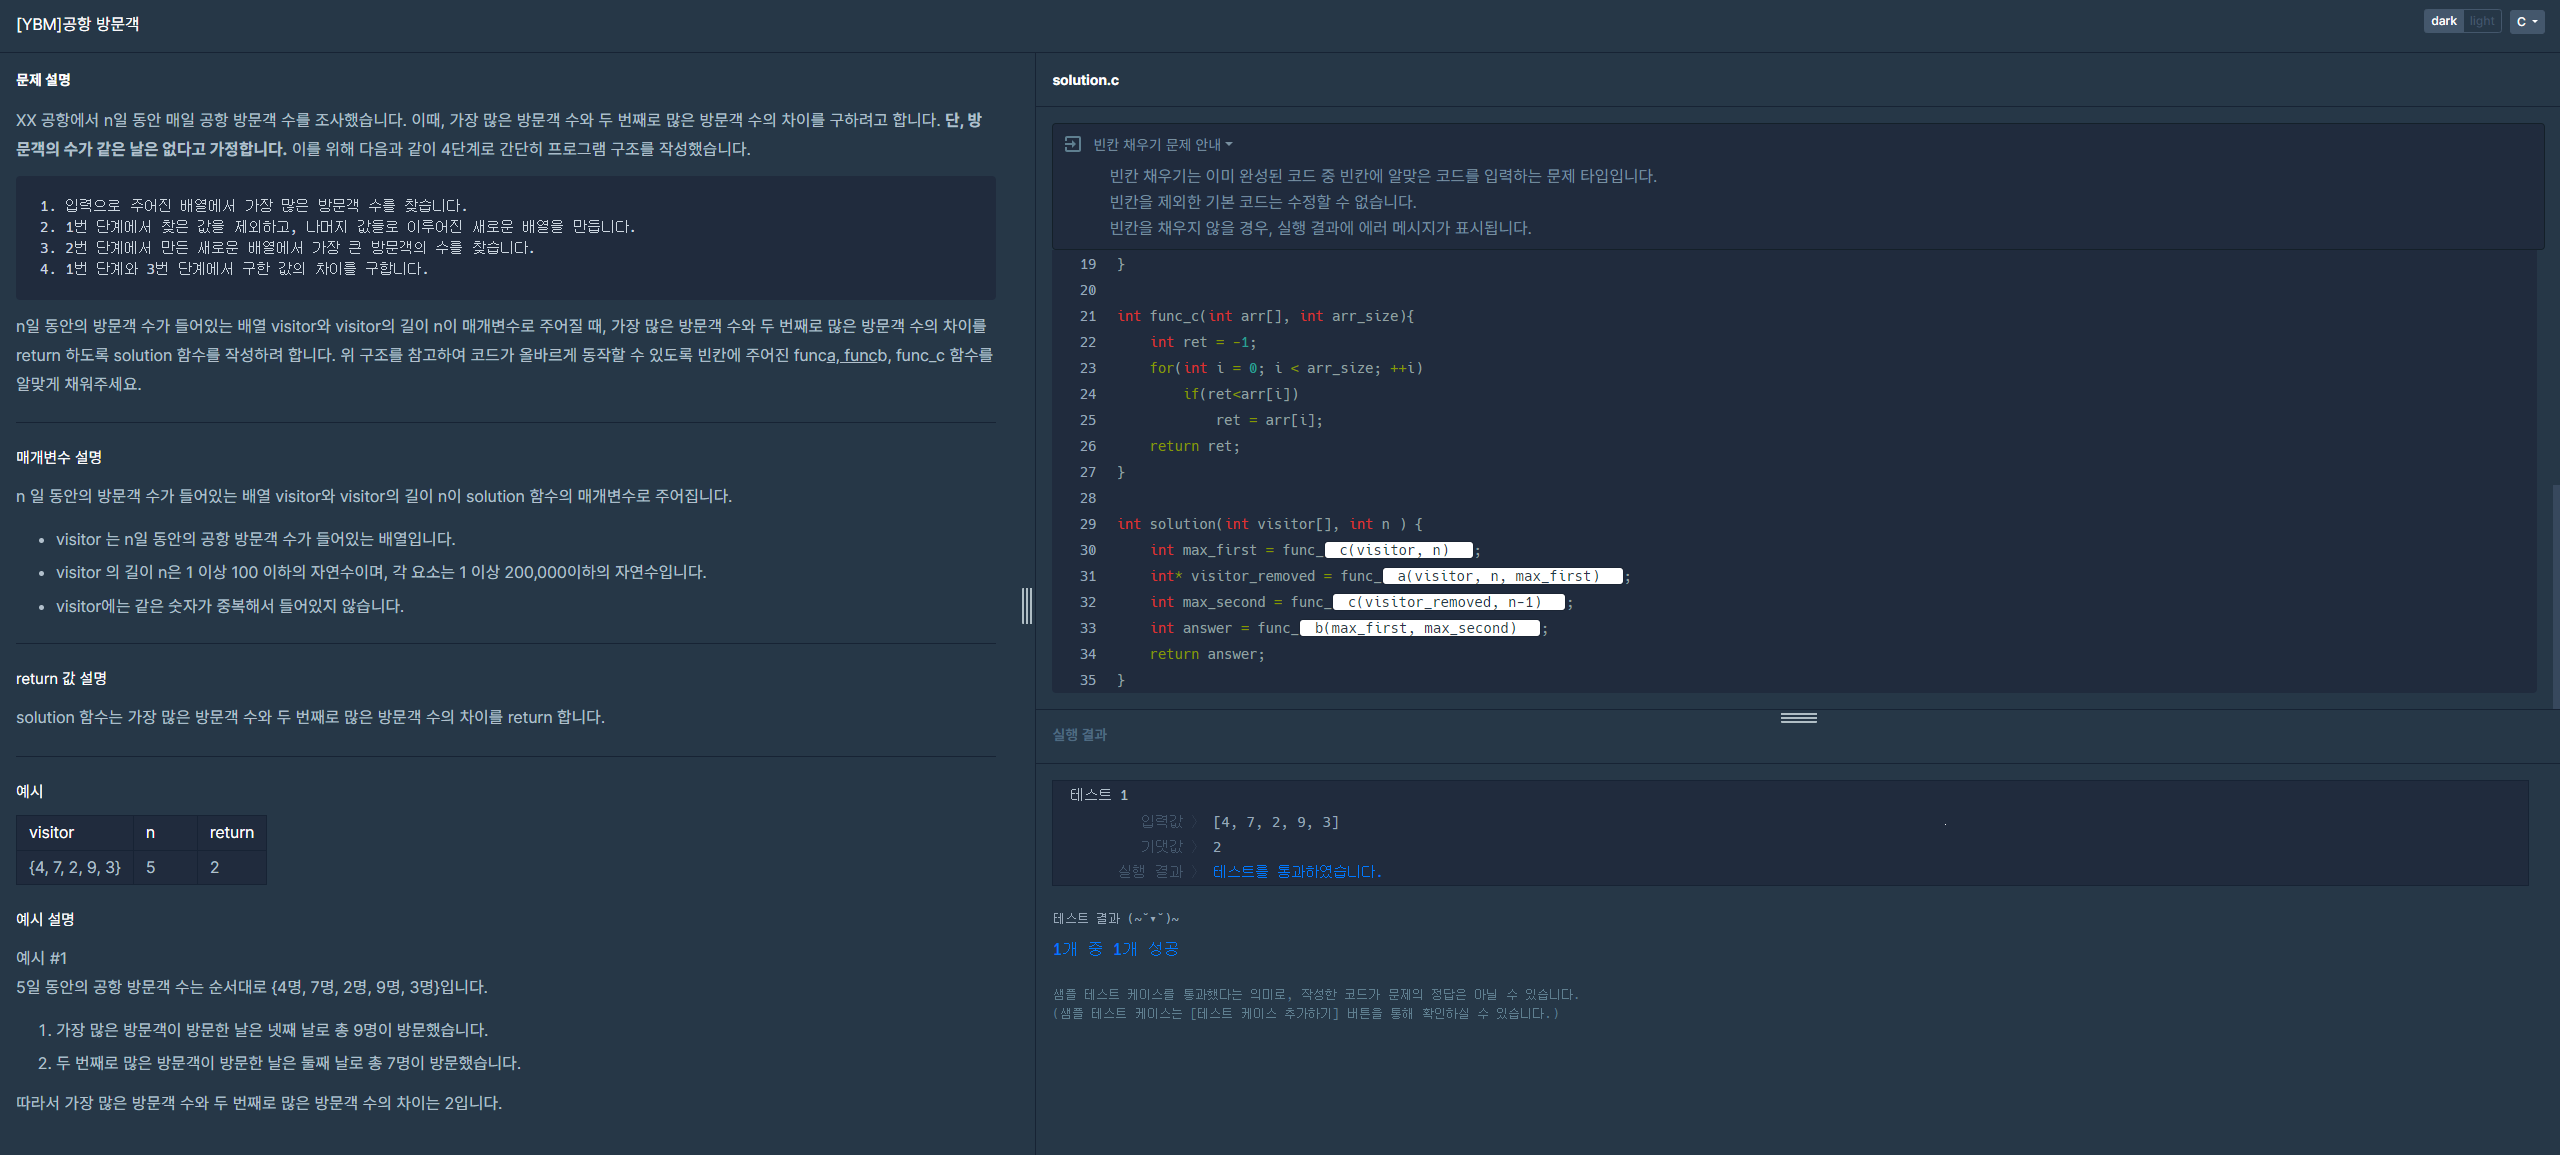 [YBM]공항 방문객
dark light C
문제 설명
XX 공항에서 n일 동안 매일 공항 방문객 수를 조사했습니다. 이때, 가장 많은 방문객 수와 두 번째로 많은 방문객 수의 차이를 구하려고 합니다. 단, 방
문객의 수가 같은 날은 없다고 가정합니다. 이를 위해 다음과 같이 4단계로 간단히 프로그램 구조를 작성했습니다.
1. 입력으로 주어진 배열에서 가장 많은 방문객 수를 찾습니다.
2. 1번 단계에서 찾은 값을 제외하고, 나머지 값들로 이루어진 새로운 배열을 만듭니다.
3. 2번 단계에서 만든 새로운 배열에서 가장 큰 방문객의 수를 찾습니다.
4. 1번 단계와 3번 단계에서 구한 값의 차이를 구합니다.
n일 동안의 방문객 수가 들어있는 배열 visitor와 visitor의 길이 n이 매개변수로 주어질 때, 가장 많은 방문객 수와 두 번째로 많은 방문객 수의 차이를
return 하도록 solution 함수를 작성하려 합니다. 위 구조를 참고하여 코드가 올바르게 동작할 수 있도록 빈칸에 주어진 funca, funcb, func_c 함수를
알맞게 채워주세요.
매개변수 설명
n 일 동안의 방문객 수가 들어있는 배열 visitor와 visitor의 길이 n이 solution 함수의 매개변수로 주어집니다.
• visitor 는 n일 동안의 공항 방문객 수가 들어있는 배열입니다.
• visitor 의 길이 n은 1 이상 100 이하의 자연수이며, 각 요소는 1 이상 200,000이하의 자연수입니다.
• visitor에는 같은 숫자가 중복해서 들어있지 않습니다.
return 값 설명
solution 함수는 가장 많은 방문객 수와 두 번째로 많은 방문객 수의 차이를 return 합니다.
예시
visitor n return
{4, 7, 2, 9, 3} 5 2
예시 설명
예시 #1
5일 동안의 공항 방문객 수는 순서대로 {4명, 7명, 2명, 9명, 3명}입니다.
1. 가장 많은 방문객이 방문한 날은 넷째 날로 총 9명이 방문했습니다.
2. 두 번째로 많은 방문객이 방문한 날은 둘째 날로 총 7명이 방문했습니다.
따라서 가장 많은 방문객 수와 두 번째로 많은 방문객 수의 차이는 2입니다.
solution.c
빈칸 채우기 문제 안내
빈칸 채우기는 이미 완성된 코드 중 빈칸에 알맞은 코드를 입력하는 문제 타입입니다.
빈칸을 제외한 기본 코드는 수정할 수 없습니다.
빈칸을 채우지 않을 경우, 실행 결과에 에러 메시지가 표시됩니다.
19 }
20
21 int func_c(int arr[], int arr_size){
22 int ret = -1;
23 for(int i = 0; i < arr_size; ++i)
24 if(ret<arr[i])
25 ret = arr[i];
26 return ret;
27 }
28
29 int solution(int visitor[], int n ) {
30 int max_first = func_ c(visitor, n) ;
31 int* visitor_removed = func_ a(visitor, n, max_first) ;
32 int max_second = func_ c(visitor_removed, n-1) ;
33 int answer = func_ b(max_first, max_second) ;
34 return answer;
35 }
실행 결과
테스트 1
입력값 〉 [4, 7, 2, 9, 3]
기댓값 〉 2
실행 결과 〉 테스트를 통과하였습니다.
테스트 결과 (~˘▾˘)~
1개 중 1개 성공
샘플 테스트 케이스를 통과했다는 의미로, 작성한 코드가 문제의 정답은 아닐 수 있습니다.
(샘플 테스트 케이스는 [테스트 케이스 추가하기] 버튼을 통해 확인하실 수 있습니다.)